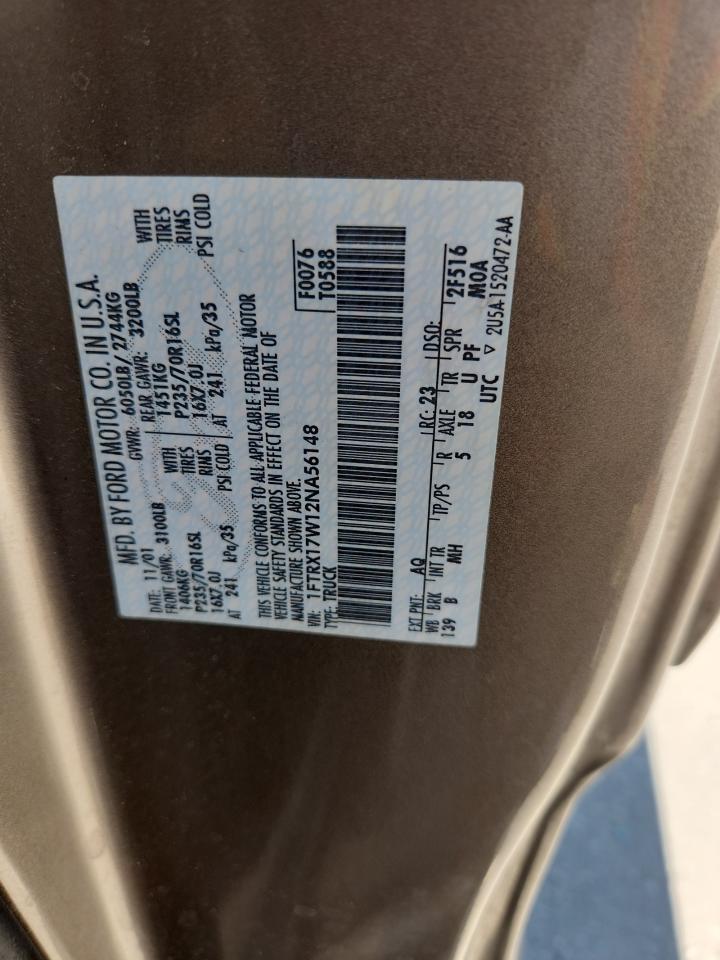 MFD. BY FORD MOTOR CO. IN U.S.A.
DATE: 11/01 GVWR: 6050LB/ 2744KG
FRONT GAWR: 3100LB REAR GAWR: 3200LB
1406KG WITH 1451KG WITH
P235/70R16SL TIRES P235/70R16SL TIRES
16X7.0J RIMS 16X7.0J RIMS
AT 241 kPa/35 PSI COLD AT 241 kPa/35 PSI COLD
THIS VEHICLE CONFORMS TO ALL APPLICABLE FEDERAL MOTOR
VEHICLE SAFETY STANDARDS IN EFFECT ON THE DATE OF
MANUFACTURE SHOWN ABOVE.
VIN: 1FTRX17W12NA56148 F0076
TYPE: TRUCK T0588
EXT PNT: AQ RC: 23 DSO:
WB BRK INT TR TP/PS R AXLE TR SPR 2F516
139 B MH 5 18 U PF M0A
UTC ▽ 2U5A-1520472-AA